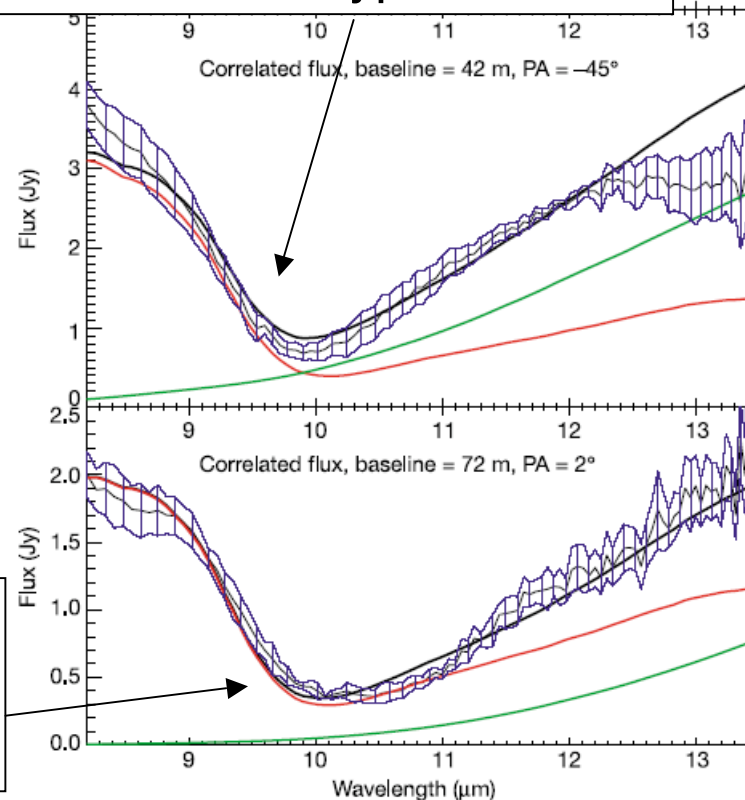 5
9 10 11 12 13
Correlated flux, baseline = 42 m, PA = –45°
4
3
Flux (Jy)
2
1
0
9 10 11 12 13
2.5
Correlated flux, baseline = 72 m, PA = 2°
2.0
1.5
Flux (Jy)
1.0
0.5
0.0
9 10 11 12 13
Wavelength (μm)